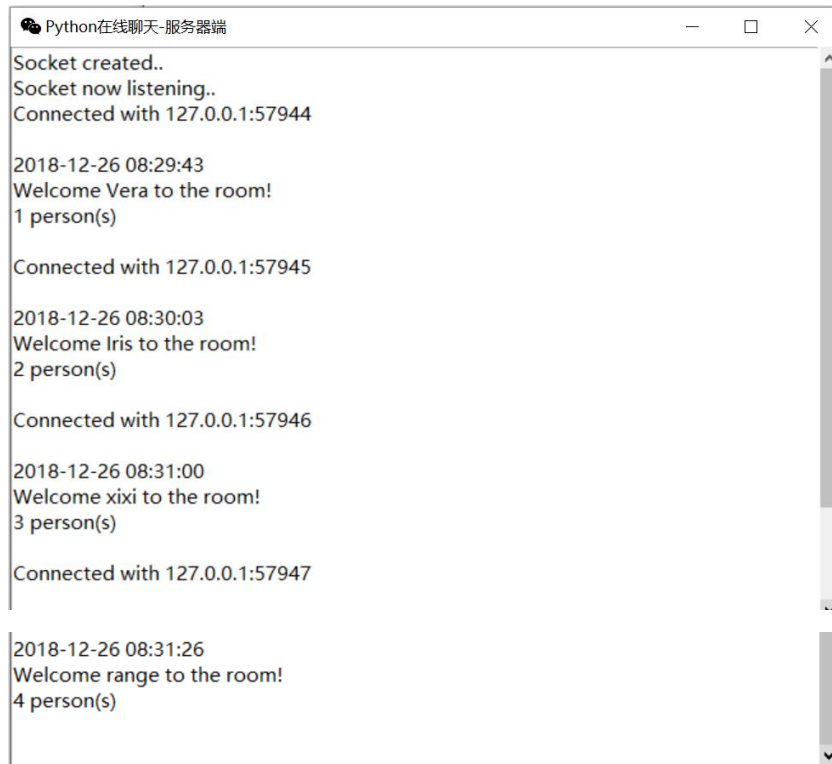 Python在线聊天-服务器端
Socket created..
Socket now listening..
Connected with 127.0.0.1:57944
2018-12-26 08:29:43
Welcome Vera to the room!
1 person(s)
Connected with 127.0.0.1:57945
2018-12-26 08:30:03
Welcome Iris to the room!
2 person(s)
Connected with 127.0.0.1:57946
2018-12-26 08:31:00
Welcome xixi to the room!
3 person(s)
Connected with 127.0.0.1:57947
2018-12-26 08:31:26
Welcome range to the room!
4 person(s)